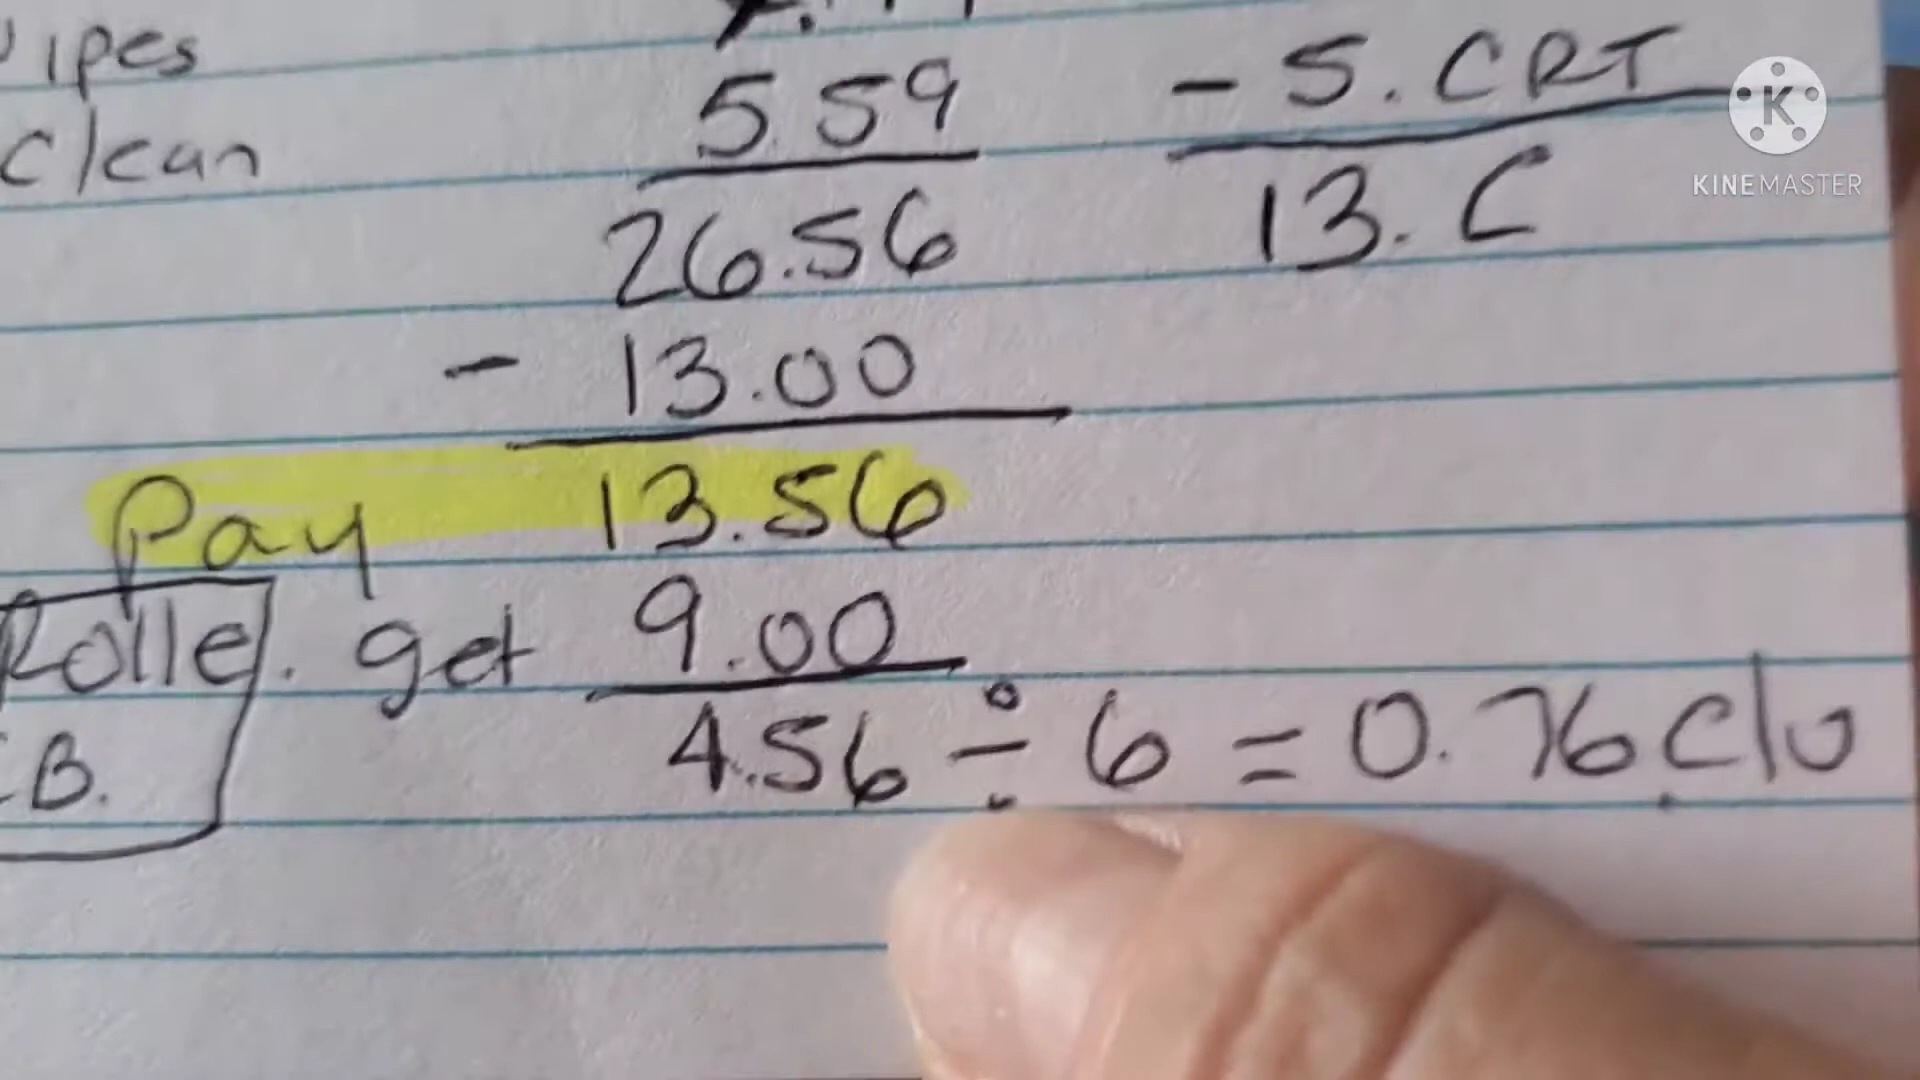 ipes
5.59 - 5. CRT
Clean
26.56 13. C
- 13.00
Pay 13.56
Rolle. get 9.00
4.56 ÷ 6 = 0.76 c/u
B.
K
KINEMASTER